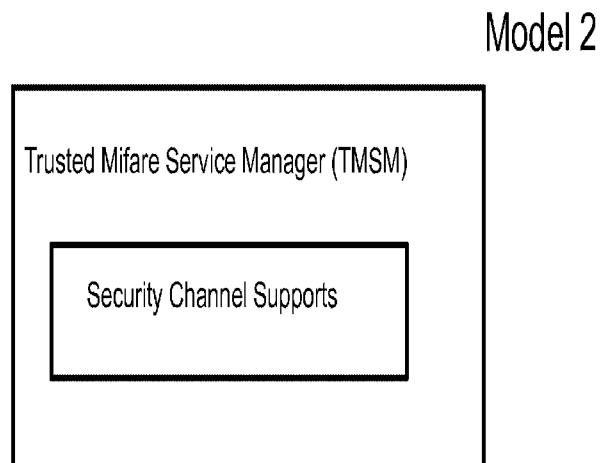 Model 2
Trusted Mifare Service Manager (TMSM)
Security Channel Supports